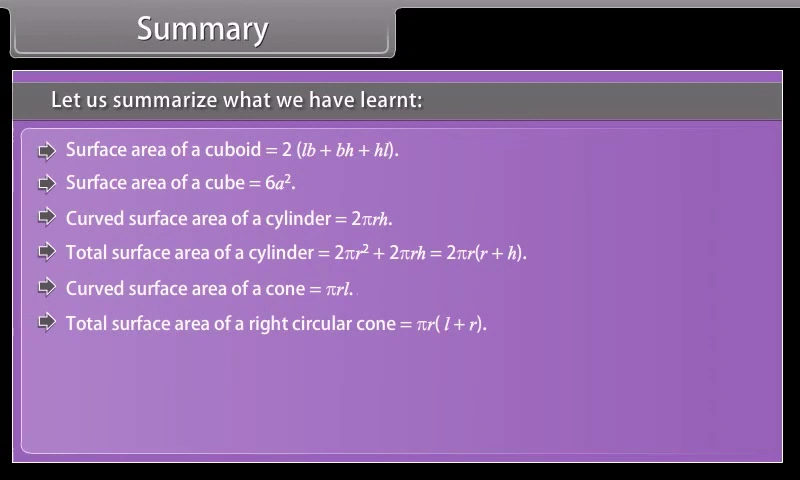 Summary
Let us summarize what we have learnt:
Surface area of a cuboid = 2 (lb + bh + hl).
Surface area of a cube = 6a².
Curved surface area of a cylinder = 2πrh.
Total surface area of a cylinder = 2πr² + 2πrh = 2πr(r + h).
Curved surface area of a cone = πrl.
Total surface area of a right circular cone = πr( l + r).